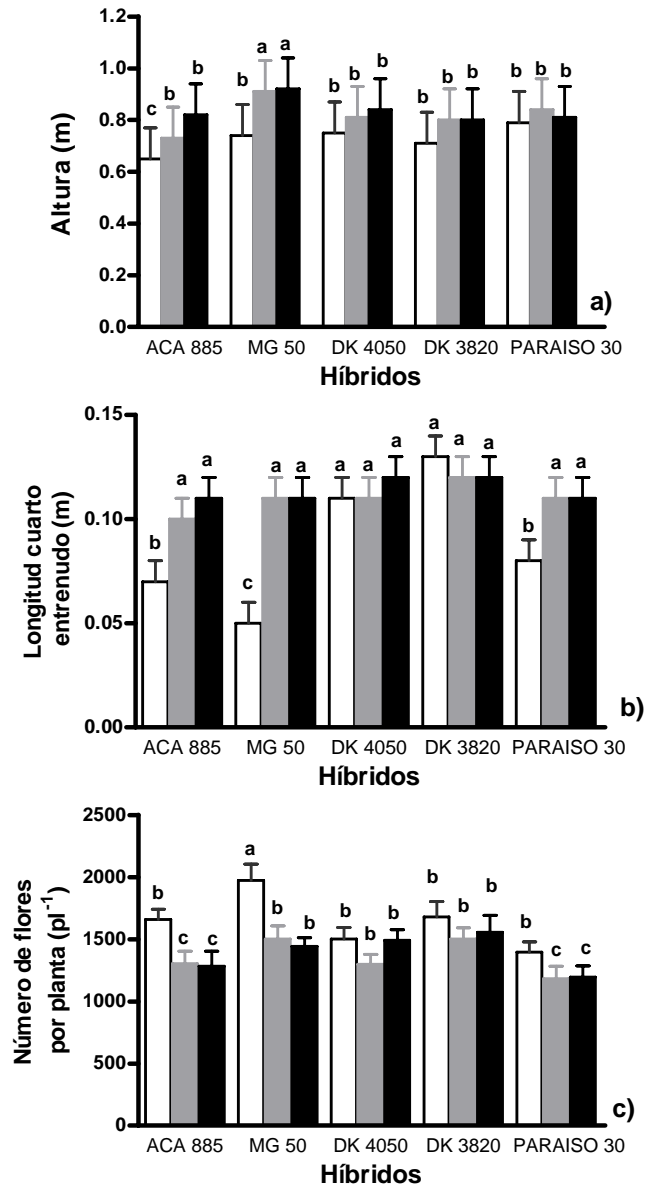 1.2
1.0
0.8
0.6
0.4
0.2
0.0
Altura (m)
c b b b a a b b b b b b b b b
a)
ACA 885 MG 50 DK 4050 DK 3820 PARAISO 30
Híbridos
0.15
0.10
0.05
0.00
Longitud cuarto
entrenudo (m)
b a a c a a a a a a a a b a a
b)
ACA 885 MG 50 DK 4050 DK 3820 PARAISO 30
Híbridos
2500
2000
1500
1000
500
0
Número de flores
por planta (pl⁻¹)
b c c a b b b b b b b b b c c
c)
ACA 885 MG 50 DK 4050 DK 3820 PARAISO 30
Híbridos